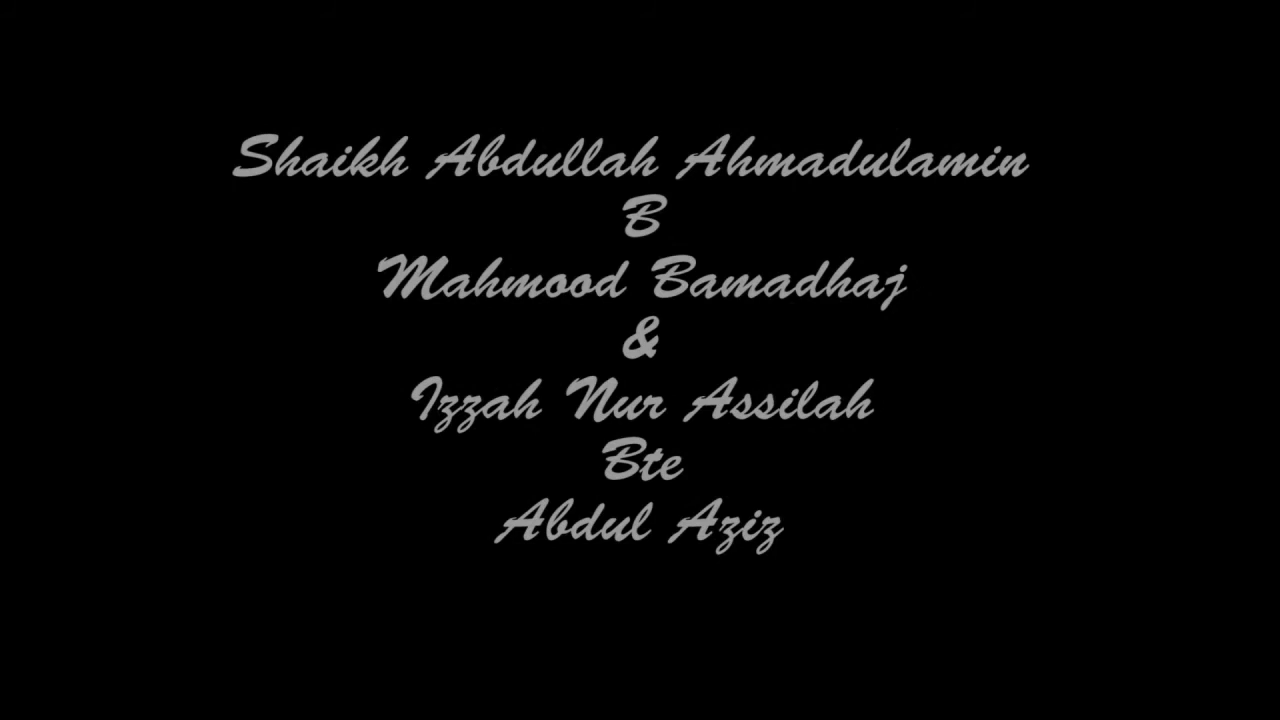 Shaikh Abdullah Ahmadulamin
B
Mahmood Bamadhaj
&
Izzah Nur Assilah
Bte
Abdul Aziz